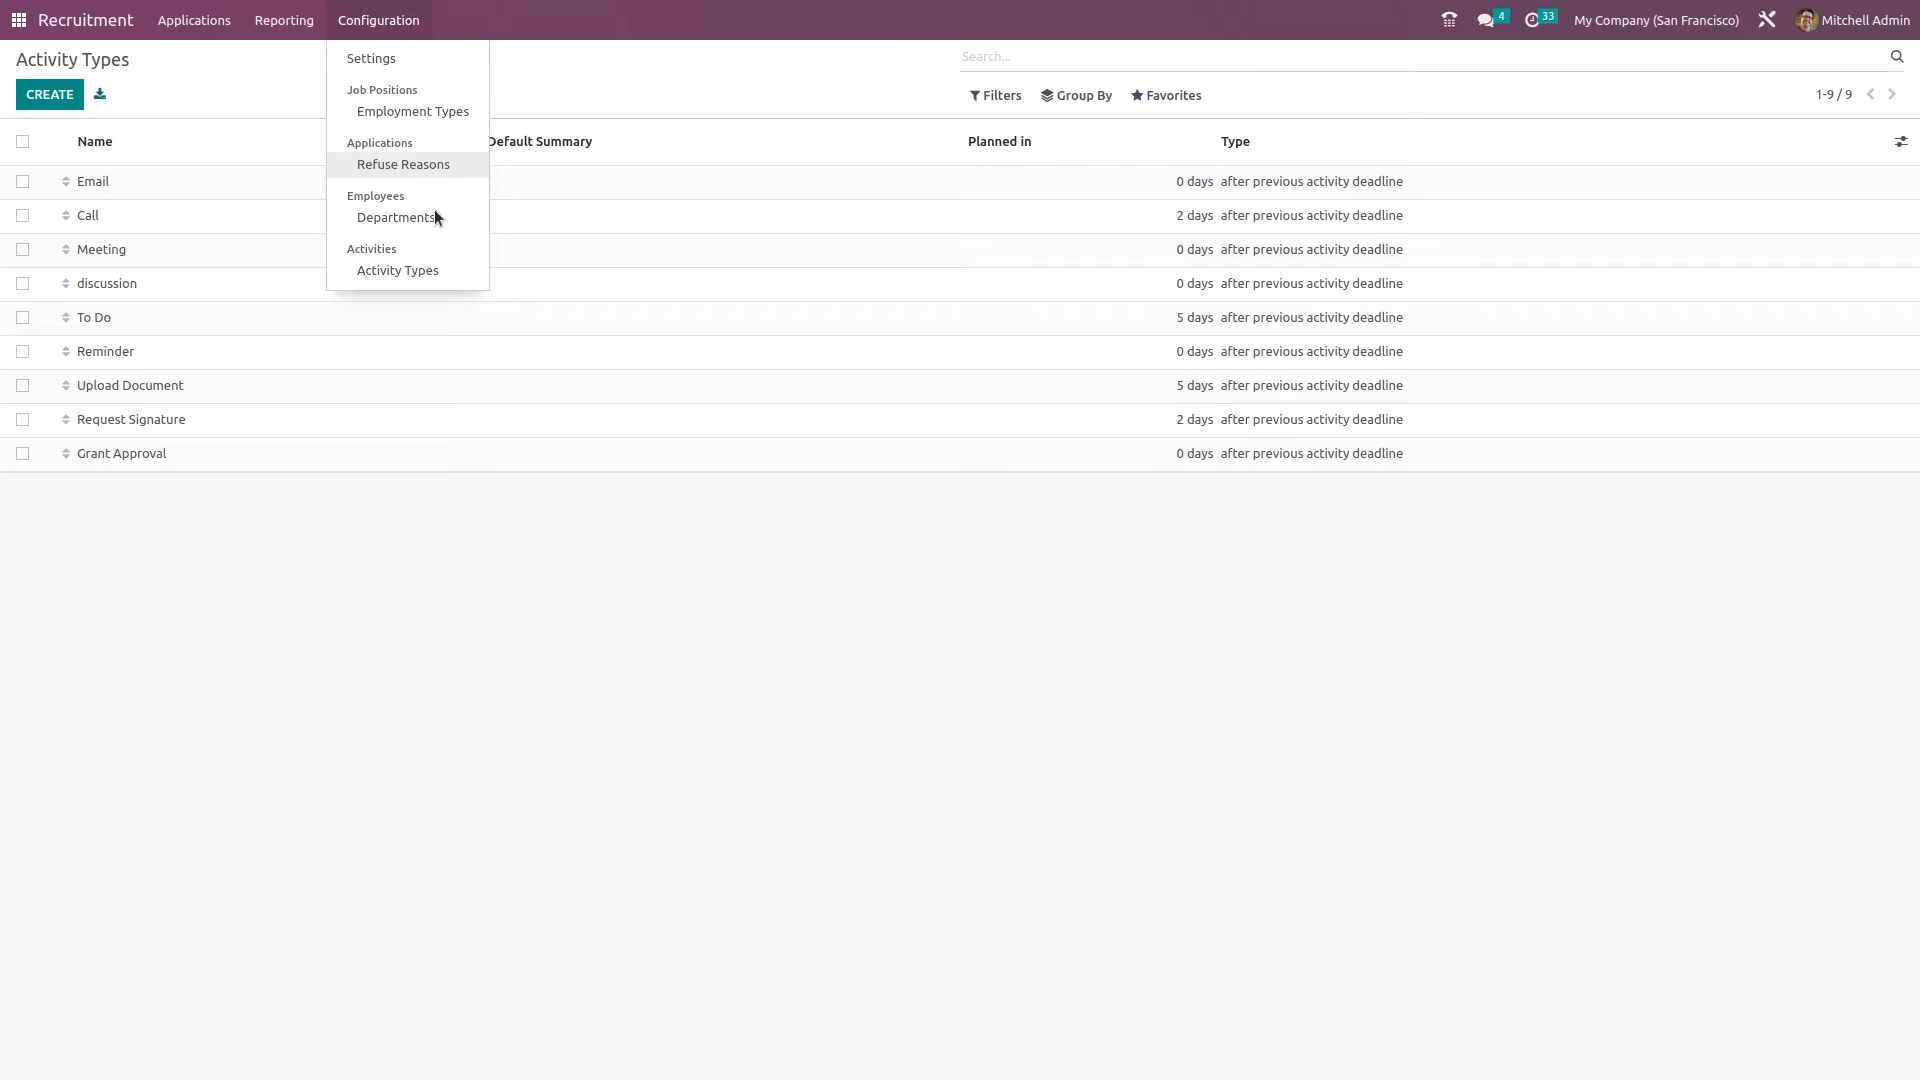 Recruitment Applications Reporting Configuration 4 33 My Company (San Francisco) Mitchell Admin
Activity Types
Search...
CREATE
Filters Group By Favorites 1-9 / 9
Settings
Job Positions
Employment Types
Applications
Refuse Reasons
Employees
Departments
Activities
Activity Types
Name Default Summary Planned in Type
Email 0 days after previous activity deadline
Call 2 days after previous activity deadline
Meeting 0 days after previous activity deadline
discussion 0 days after previous activity deadline
To Do 5 days after previous activity deadline
Reminder 0 days after previous activity deadline
Upload Document 5 days after previous activity deadline
Request Signature 2 days after previous activity deadline
Grant Approval 0 days after previous activity deadline